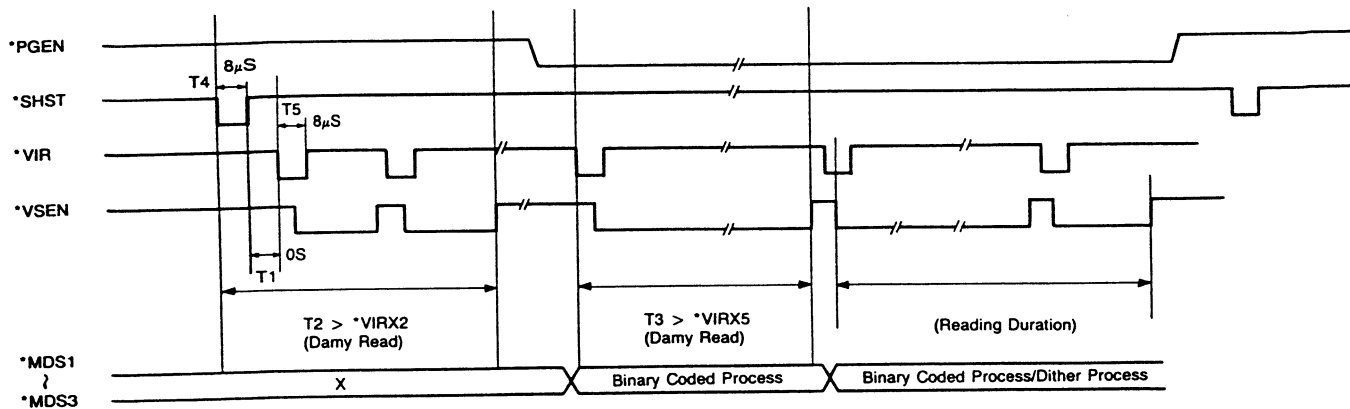 *PGEN
8μS
T4
*SHST
T5
8μS
*VIR
*VSEN
0S
T1
T2 > *VIRX2
(Damy Read)
T3 > *VIRX5
(Damy Read)
(Reading Duration)
*MDS1
~
*MDS3
X
Binary Coded Process
Binary Coded Process/Dither Process